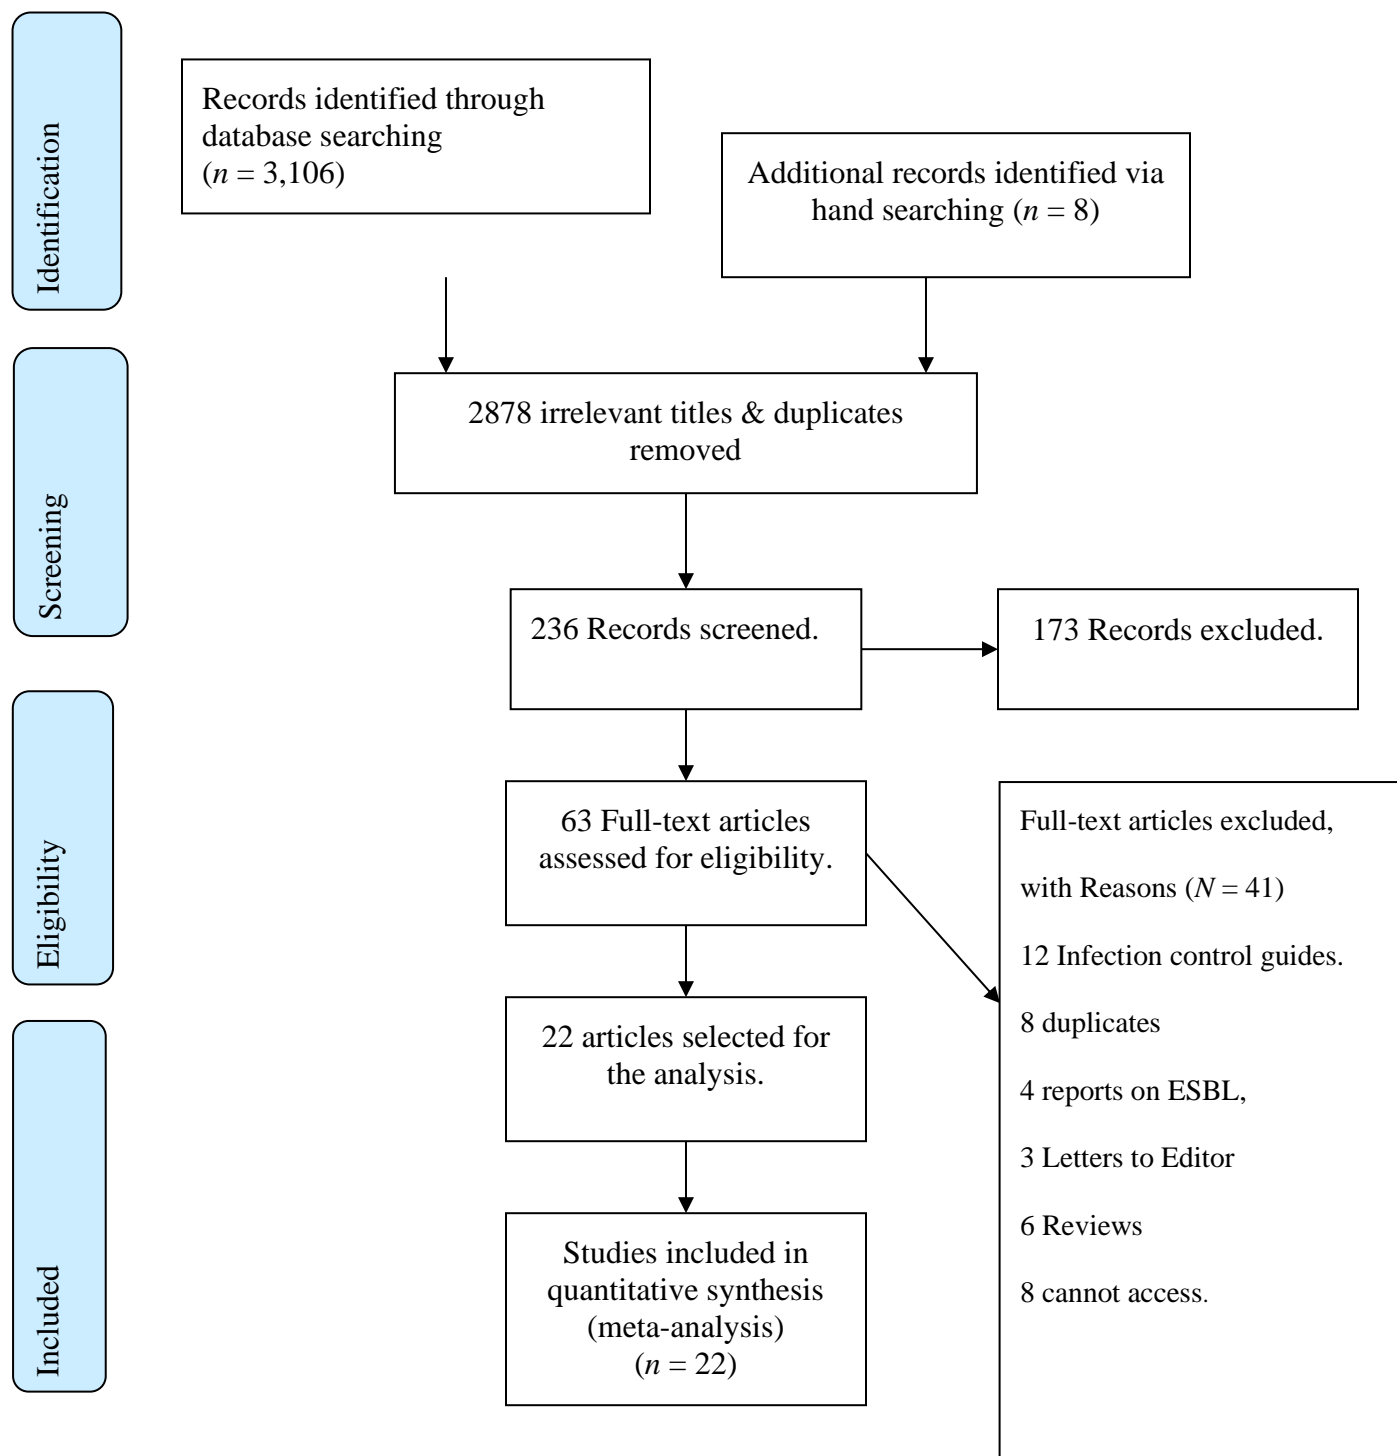 Identification
Records identified through
database searching
(n = 3,106)
Additional records identified via
hand searching (n = 8)
Screening
2878 irrelevant titles & duplicates
removed
236 Records screened.
173 Records excluded.
Eligibility
63 Full-text articles
assessed for eligibility.
Full-text articles excluded,
with Reasons (N = 41)
12 Infection control guides.
8 duplicates
4 reports on ESBL,
3 Letters to Editor
6 Reviews
8 cannot access.
22 articles selected for
the analysis.
Included
Studies included in
quantitative synthesis
(meta-analysis)
(n = 22)